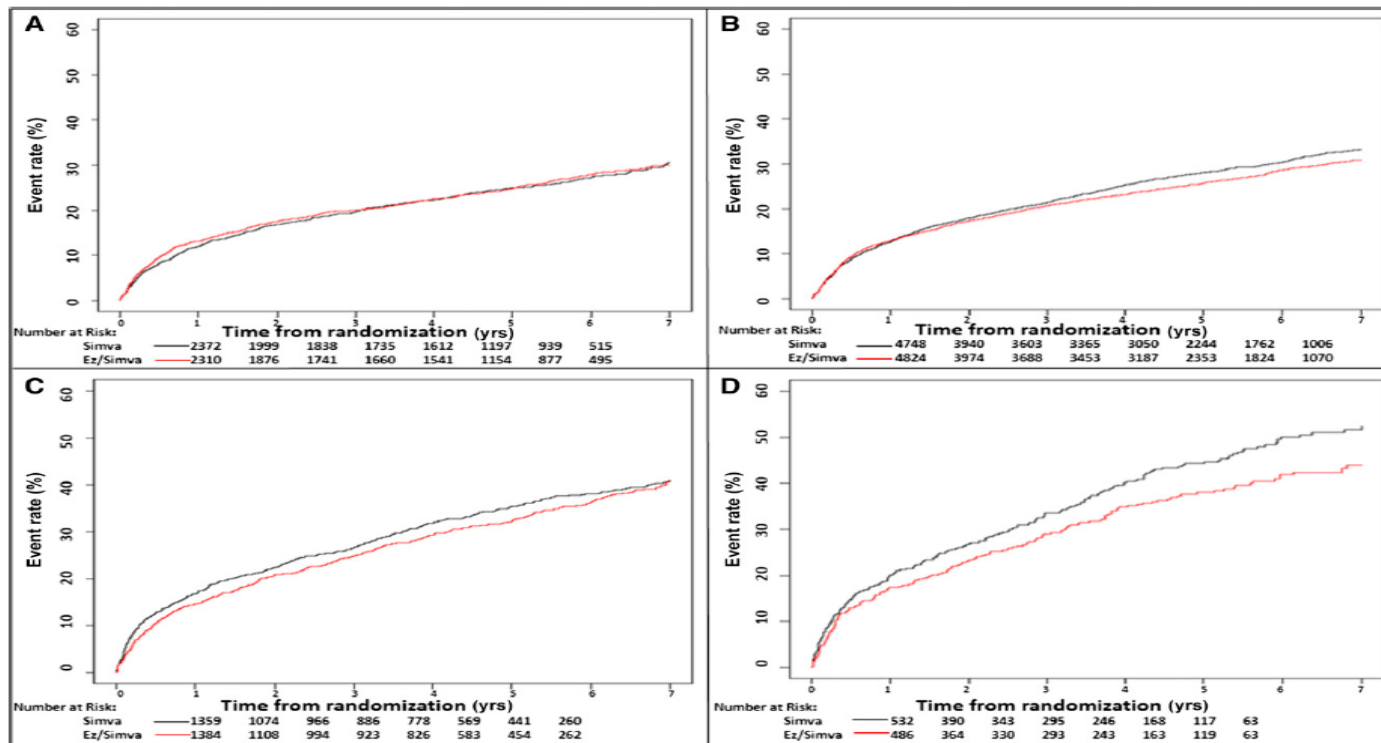 A
Event rate (%)
60
50
40
30
20
10
0
0 1 2 3 4 5 6 7
Number at Risk: Time from randomization (yrs)
Simva 2372 1999 1838 1735 1612 1197 939 515
Ez/Simva 2310 1876 1741 1660 1541 1154 877 495
B
Event rate (%)
60
50
40
30
20
10
0
0 1 2 3 4 5 6 7
Number at Risk: Time from randomization (yrs)
Simva 4748 3940 3603 3365 3050 2244 1762 1006
Ez/Simva 4824 3974 3688 3453 3187 2353 1824 1070
C
Event rate (%)
60
50
40
30
20
10
0
0 1 2 3 4 5 6 7
Number at Risk: Time from randomization (yrs)
Simva 1359 1074 966 886 778 569 441 260
Ez/Simva 1384 1108 994 923 826 583 454 262
D
Event rate (%)
60
50
40
30
20
10
0
0 1 2 3 4 5 6 7
Number at Risk: Time from randomization (yrs)
Simva 532 390 343 295 246 168 117 63
Ez/Simva 486 364 330 293 243 163 119 63